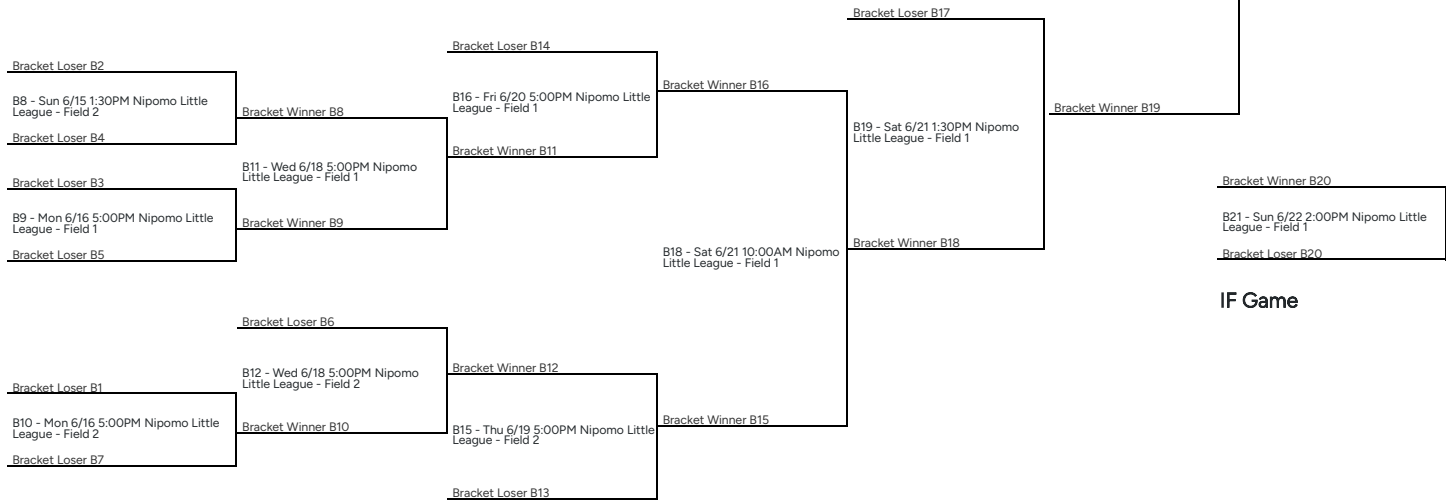 Bracket Loser B2
B8 - Sun 6/15 1:30PM Nipomo Little
League - Field 2
Bracket Loser B4
Bracket Loser B3
B9 - Mon 6/16 5:00PM Nipomo Little
League - Field 1
Bracket Loser B5
Bracket Loser B1
B10 - Mon 6/16 5:00PM Nipomo Little
League - Field 2
Bracket Loser B7
Bracket Winner B8
B11 - Wed 6/18 5:00PM Nipomo
Little League - Field 1
Bracket Winner B9
Bracket Loser B6
B12 - Wed 6/18 5:00PM Nipomo
Little League - Field 2
Bracket Winner B10
Bracket Loser B14
B16 - Fri 6/20 5:00PM Nipomo Little
League - Field 1
Bracket Winner B11
Bracket Winner B12
B15 - Thu 6/19 5:00PM Nipomo Little
League - Field 2
Bracket Loser B13
Bracket Winner B16
B18 - Sat 6/21 10:00AM Nipomo
Little League - Field 1
Bracket Winner B15
Bracket Loser B17
B19 - Sat 6/21 1:30PM Nipomo
Little League - Field 1
Bracket Winner B18
Bracket Winner B19
Bracket Winner B20
B21 - Sun 6/22 2:00PM Nipomo Little
League - Field 1
Bracket Loser B20
IF Game